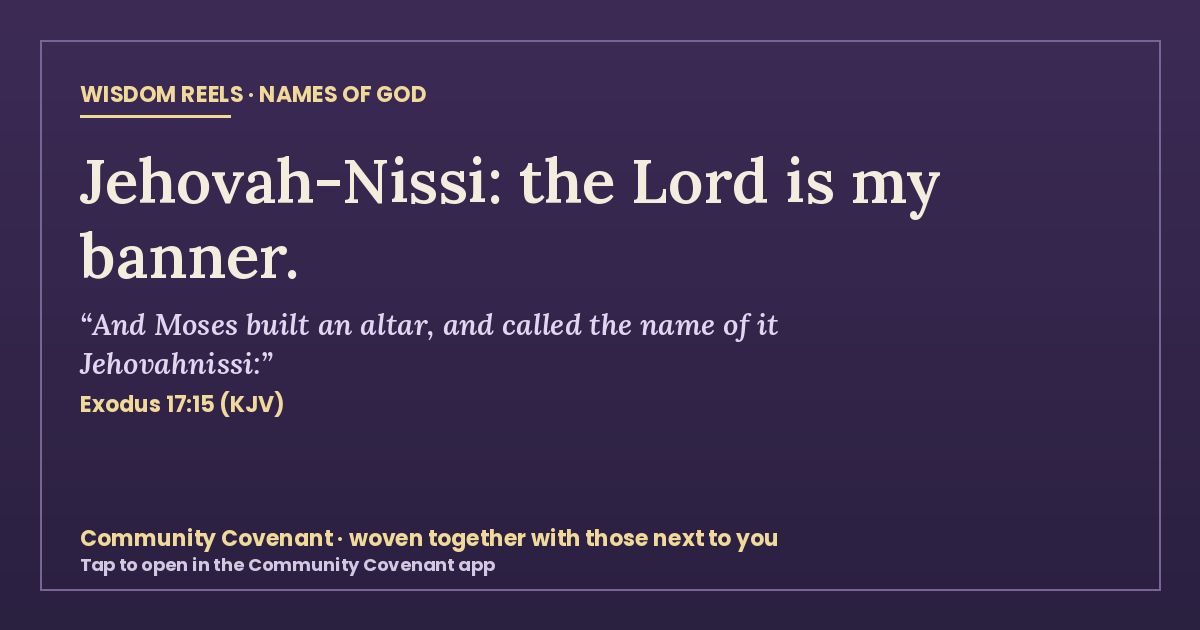 WISDOM REELS · NAMES OF GOD
Jehovah-Nissi: the Lord is my
banner.
“And Moses built an altar, and called the name of it
Jehovahnissi:”
Exodus 17:15 (KJV)
Community Covenant · woven together with those next to you
Tap to open in the Community Covenant app